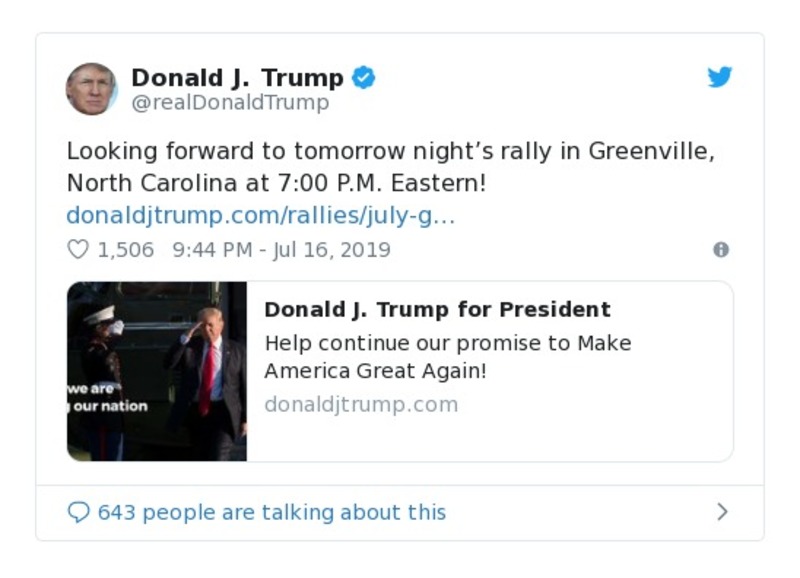 Donald J. Trump
@realDonaldTrump
Looking forward to tomorrow night’s rally in Greenville,
North Carolina at 7:00 P.M. Eastern!
donaldjtrump.com/rallies/july-g…
1,506 9:44 PM - Jul 16, 2019
Donald J. Trump for President
Help continue our promise to Make
America Great Again!
donaldjtrump.com
we are
our nation
643 people are talking about this